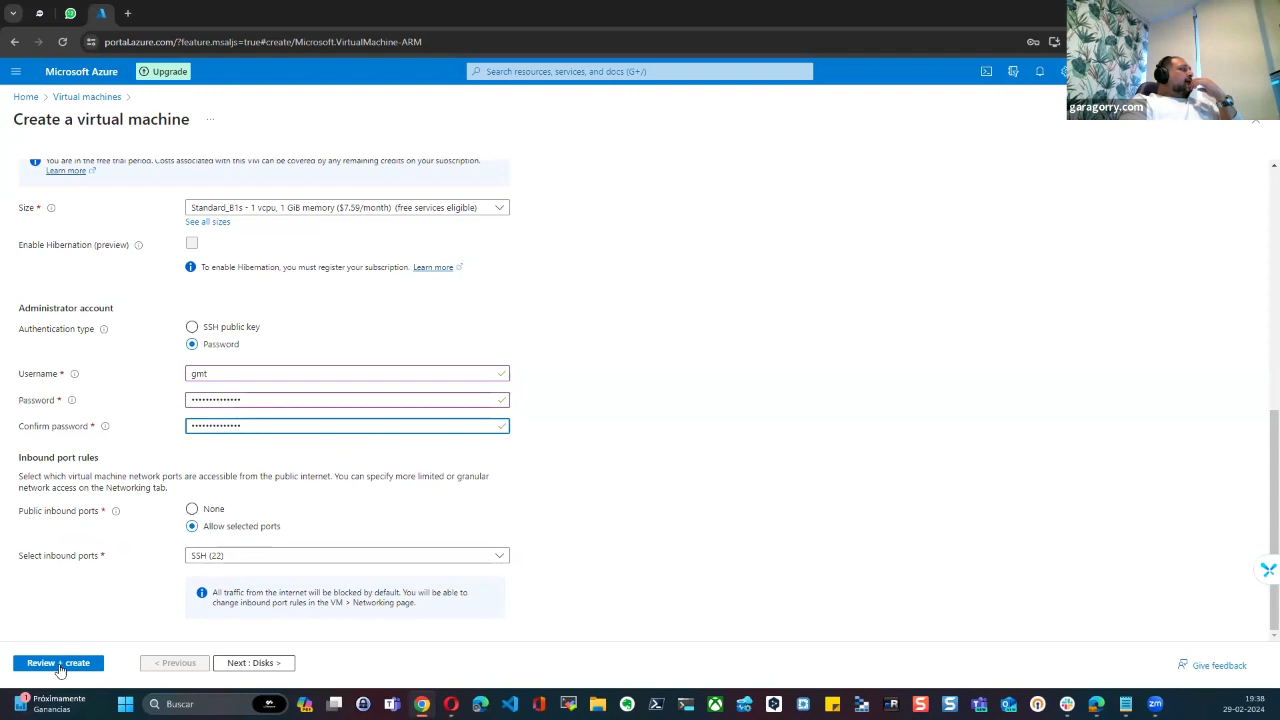 portal.azure.com/?feature.msaljs=true#create/Microsoft.VirtualMachine-ARM
Microsoft Azure
Upgrade
Search resources, services, and docs (G+/)
garagorry.com
Home > Virtual machines >
Create a virtual machine
...
You are in the free trial period. Costs associated with this VM can be covered by any remaining credits on your subscription.
Learn more
Size *
Standard_B1s - 1 vcpu, 1 GiB memory ($7.59/month) (free services eligible)
See all sizes
Enable Hibernation (preview)
To enable Hibernation, you must register your subscription. Learn more
Administrator account
Authentication type
SSH public key
Password
Username *
gmt
Password *
••••••••••••••
Confirm password *
••••••••••••••
Inbound port rules
Select which virtual machine network ports are accessible from the public internet. You can specify more limited or granular
network access on the Networking tab.
Public inbound ports *
None
Allow selected ports
Select inbound ports *
SSH (22)
All traffic from the internet will be blocked by default. You will be able to
change inbound port rules in the VM > Networking page.
Review + create
< Previous
Next : Disks >
Give feedback
1
Próximamente
Ganancias
Buscar
19:38
29-02-2024